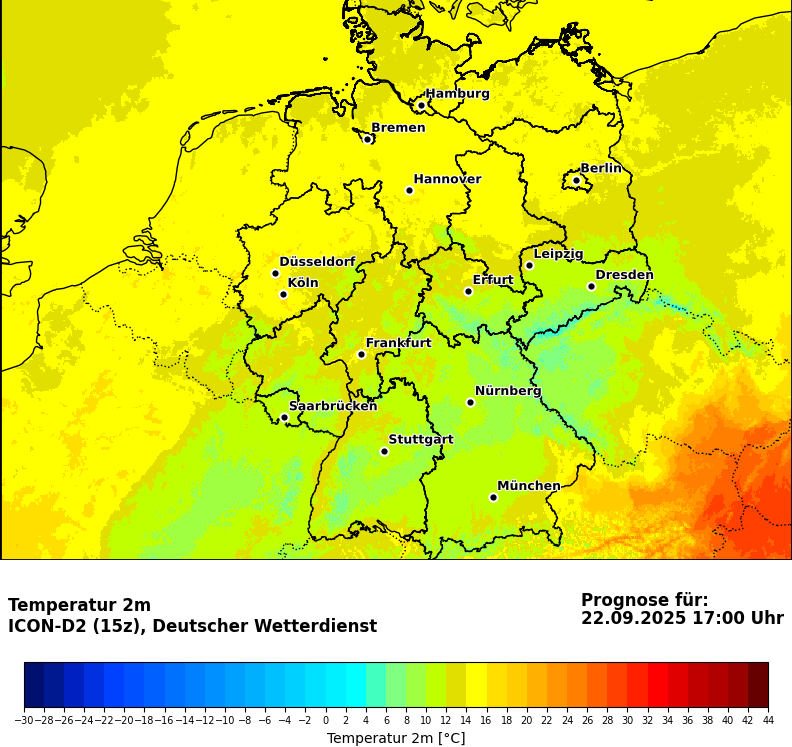 Hamburg
Bremen
Berlin
Hannover
Leipzig
Düsseldorf
Dresden
Erfurt
Köln
Frankfurt
Nürnberg
Saarbrücken
Stuttgart
München
Temperatur 2m
ICON-D2 (15z), Deutscher Wetterdienst
Prognose für:
22.09.2025 17:00 Uhr
−30 −28 −26 −24 −22 −20 −18 −16 −14 −12 −10 −8 −6 −4 −2 0 2 4 6 8 10 12 14 16 18 20 22 24 26 28 30 32 34 36 38 40 42 44
Temperatur 2m [°C]